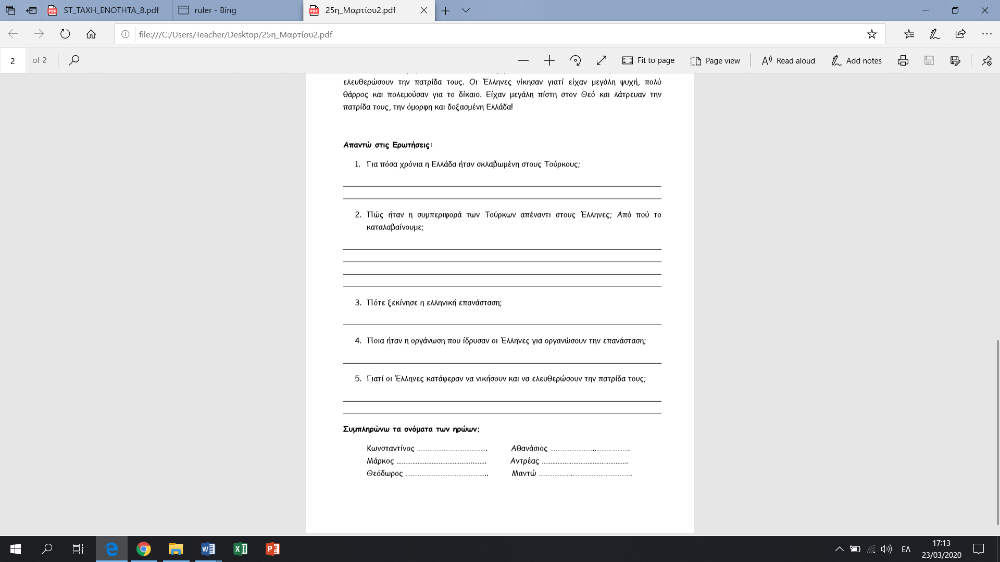 ST_TAXH_ENOTHTA_8.pdf
ruler - Bing
25η_Μαρτίου2.pdf
file:///C:/Users/Teacher/Desktop/25η_Μαρτίου2.pdf
2 of 2
Fit to page
Page view
Read aloud
Add notes
ελευθερώσουν την πατρίδα τους. Οι Έλληνες νίκησαν γιατί είχαν μεγάλη ψυχή, πολύ
θάρρος και πολεμούσαν για το δίκαιο. Είχαν μεγάλη πίστη στον Θεό και λάτρευαν την
πατρίδα τους, την όμορφη και δοξασμένη Ελλάδα!
Απαντώ στις Ερωτήσεις:
1. Για πόσα χρόνια η Ελλάδα ήταν σκλαβωμένη στους Τούρκους;
2. Πώς ήταν η συμπεριφορά των Τούρκων απέναντι στους Έλληνες; Από πού το
καταλαβαίνουμε;
3. Πότε ξεκίνησε η ελληνική επανάσταση;
4. Ποια ήταν η οργάνωση που ίδρυσαν οι Έλληνες για οργανώσουν την επανάσταση;
5. Γιατί οι Έλληνες κατάφεραν να νικήσουν και να ελευθερώσουν την πατρίδα τους;
Συμπληρώνω τα ονόματα των ηρώων;
Κωνσταντίνος …………………………………. Αθανάσιος ……………………..……………….
Μάρκος ……………………………………..……. Αντρέας ………………………………………….
Θεόδωρος ……………………………………….. Μαντώ ……………….…………………………….
ΕΛ
17:13
23/03/2020